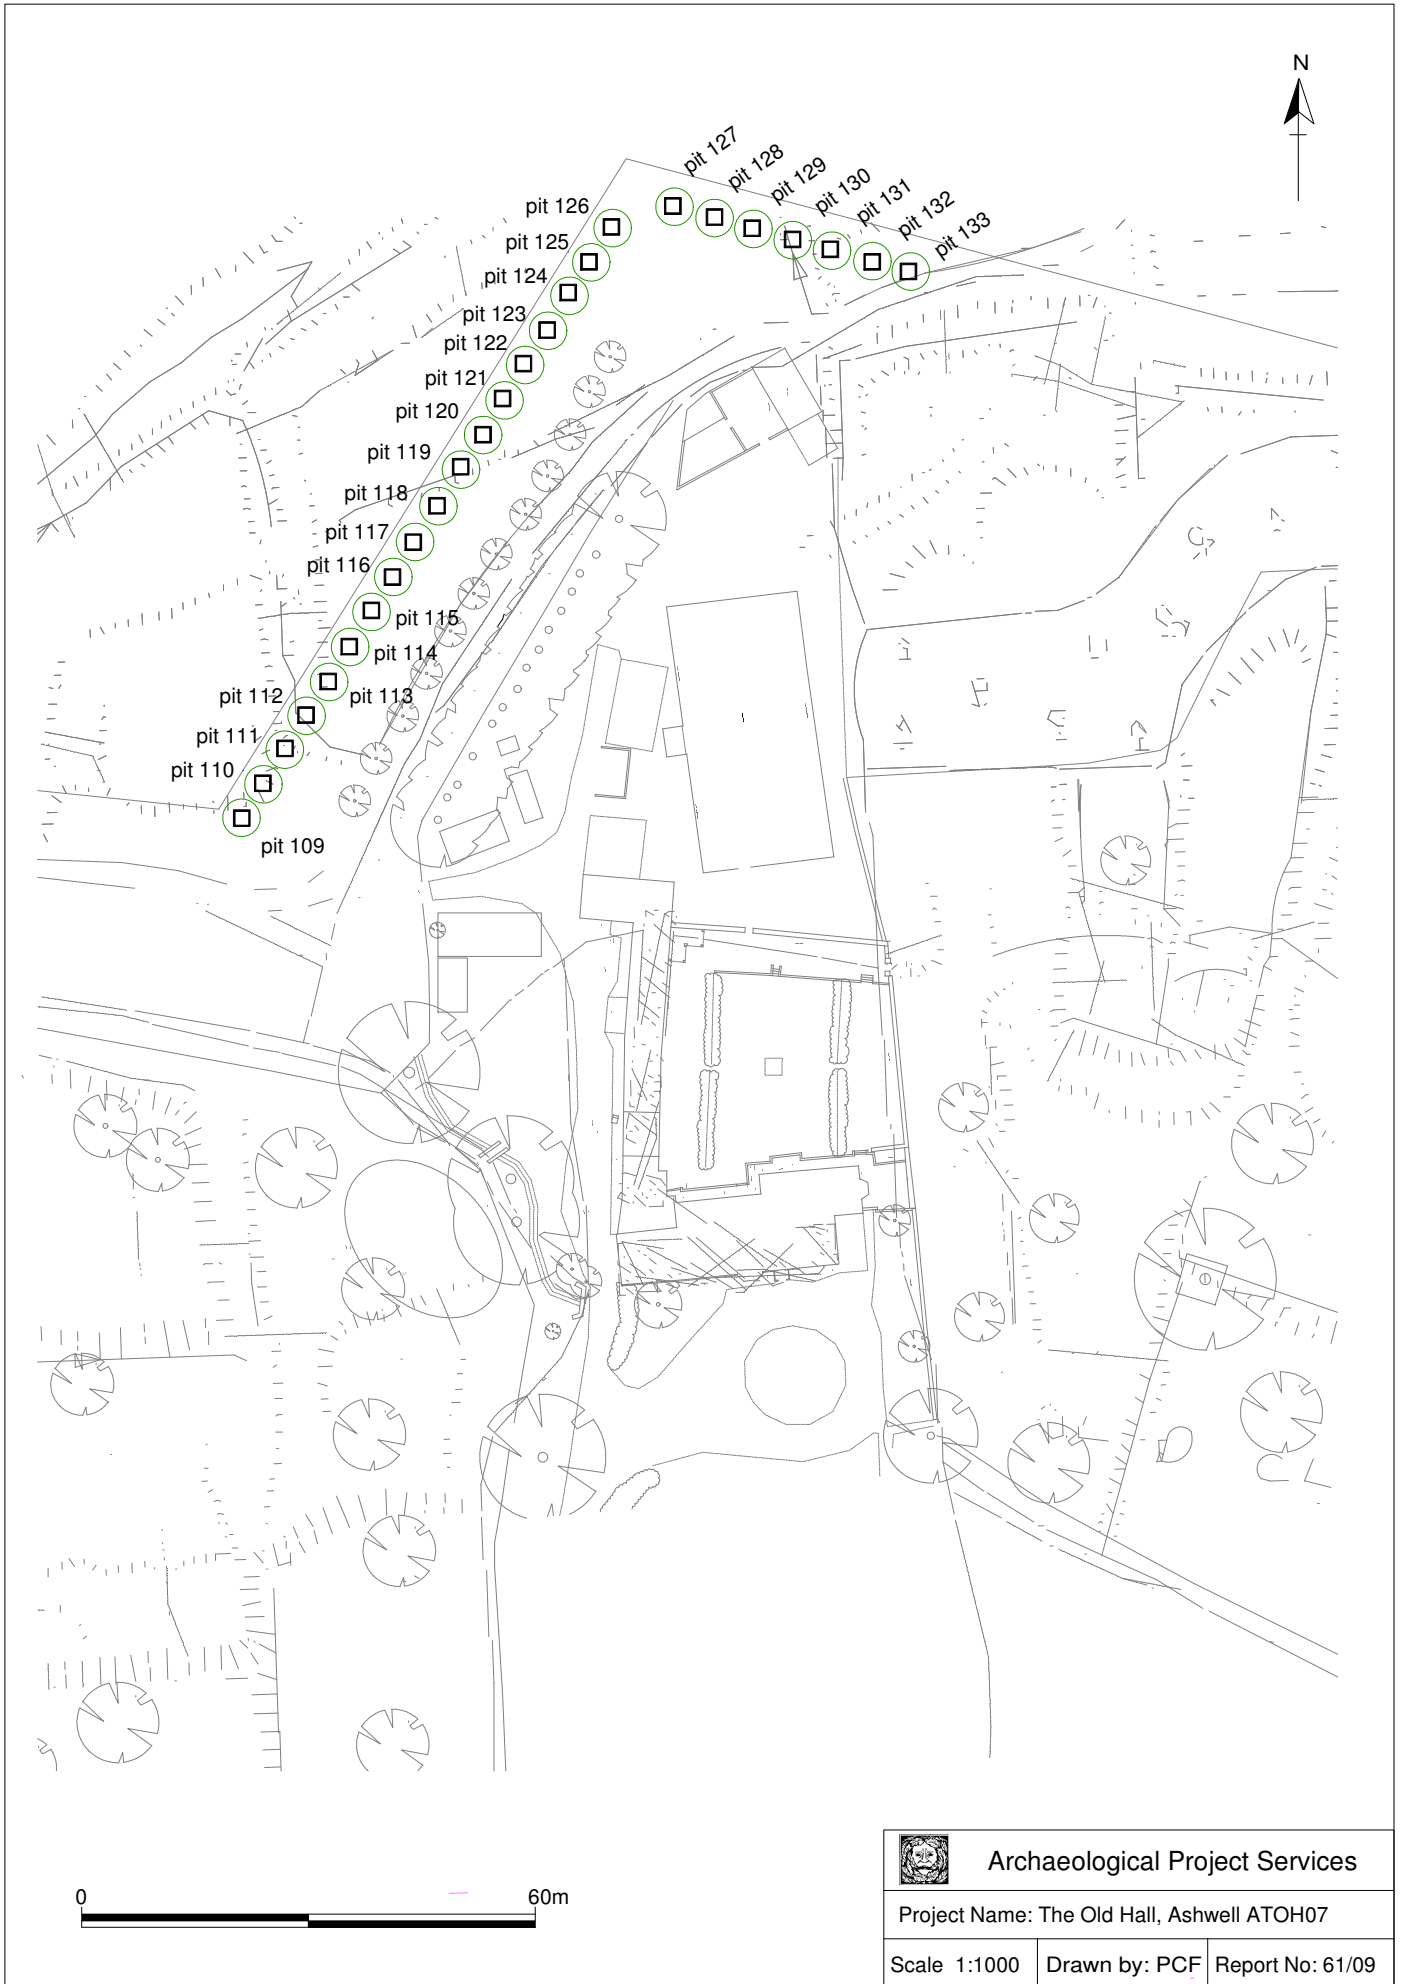 N
pit 127
pit 128
pit 129
pit 130
pit 131
pit 132
pit 133
pit 126
pit 125
pit 124
pit 123
pit 122
pit 121
pit 120
pit 119
pit 118
pit 117
pit 116
pit 115
pit 114
pit 113
pit 112
pit 111
pit 110
pit 109
0 60m
Archaeological Project Services
Project Name: The Old Hall, Ashwell ATOH07
Scale 1:1000 Drawn by: PCF Report No: 61/09